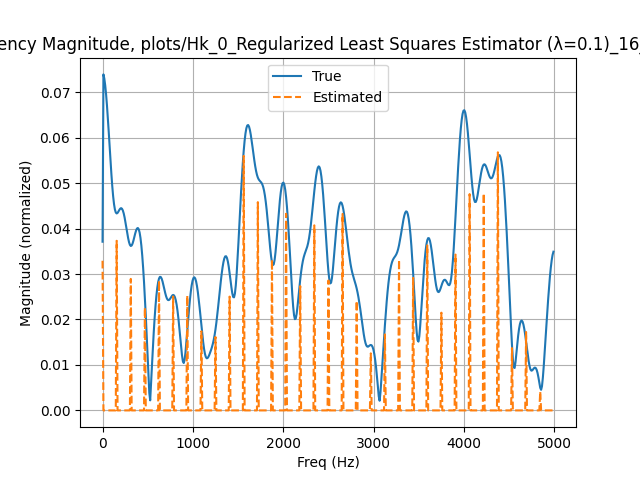 ency Magnitude, plots/Hk_0_Regularized Least Squares Estimator (λ=0.1)_16_
True
Estimated
Magnitude (normalized)
0.07
0.06
0.05
0.04
0.03
0.02
0.01
0.00
0 1000 2000 3000 4000 5000
Freq (Hz)